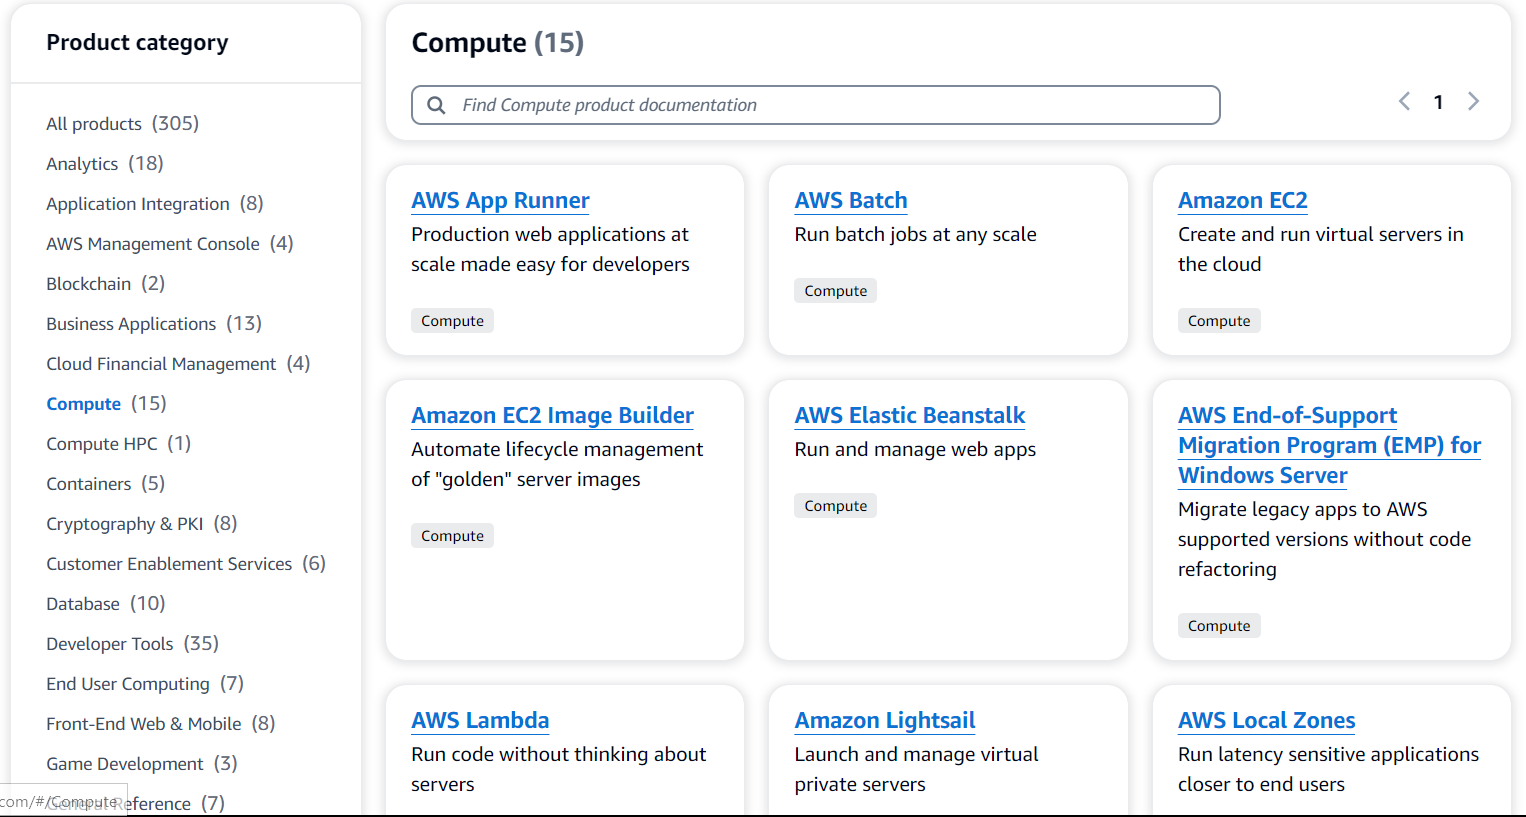 Product category
All products (305)
Analytics (18)
Application Integration (8)
AWS Management Console (4)
Blockchain (2)
Business Applications (13)
Cloud Financial Management (4)
Compute (15)
Compute HPC (1)
Containers (5)
Cryptography & PKI (8)
Customer Enablement Services (6)
Database (10)
Developer Tools (35)
End User Computing (7)
Front-End Web & Mobile (8)
Game Development (3)
General Reference (7)
com/#/Compute
Compute (15)
Find Compute product documentation
1
AWS App Runner
Production web applications at
scale made easy for developers
Compute
AWS Batch
Run batch jobs at any scale
Compute
Amazon EC2
Create and run virtual servers in
the cloud
Compute
Amazon EC2 Image Builder
Automate lifecycle management
of "golden" server images
Compute
AWS Elastic Beanstalk
Run and manage web apps
Compute
AWS End-of-Support
Migration Program (EMP) for
Windows Server
Migrate legacy apps to AWS
supported versions without code
refactoring
Compute
AWS Lambda
Run code without thinking about
servers
Amazon Lightsail
Launch and manage virtual
private servers
AWS Local Zones
Run latency sensitive applications
closer to end users